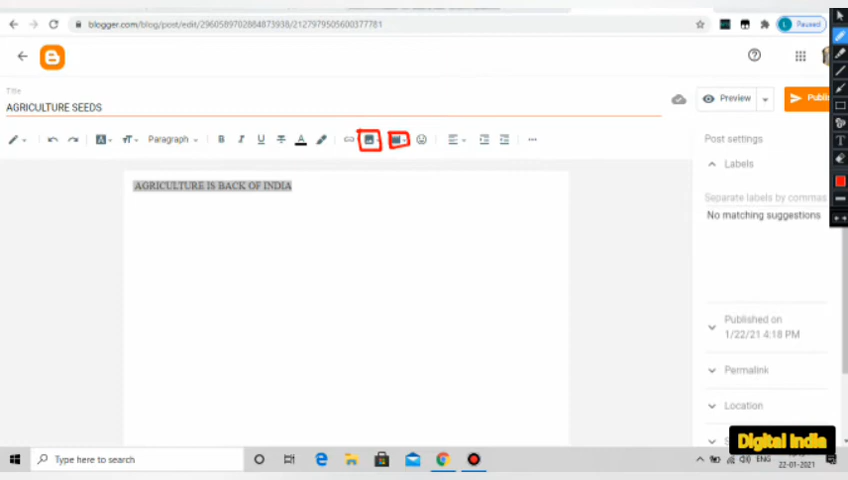 blogger.com/blog/post/edit/2960589702884873938/2127979505600377781
L Paused
Title
AGRICULTURE SEEDS
Preview
Publi
Paragraph
B I U A
Post settings
Labels
AGRICULTURE IS BACK OF INDIA
Separate labels by commas
No matching suggestions
Published on
1/22/21 4:18 PM
Permalink
Location
Digital India
Type here to search
ENG
22-01-2021